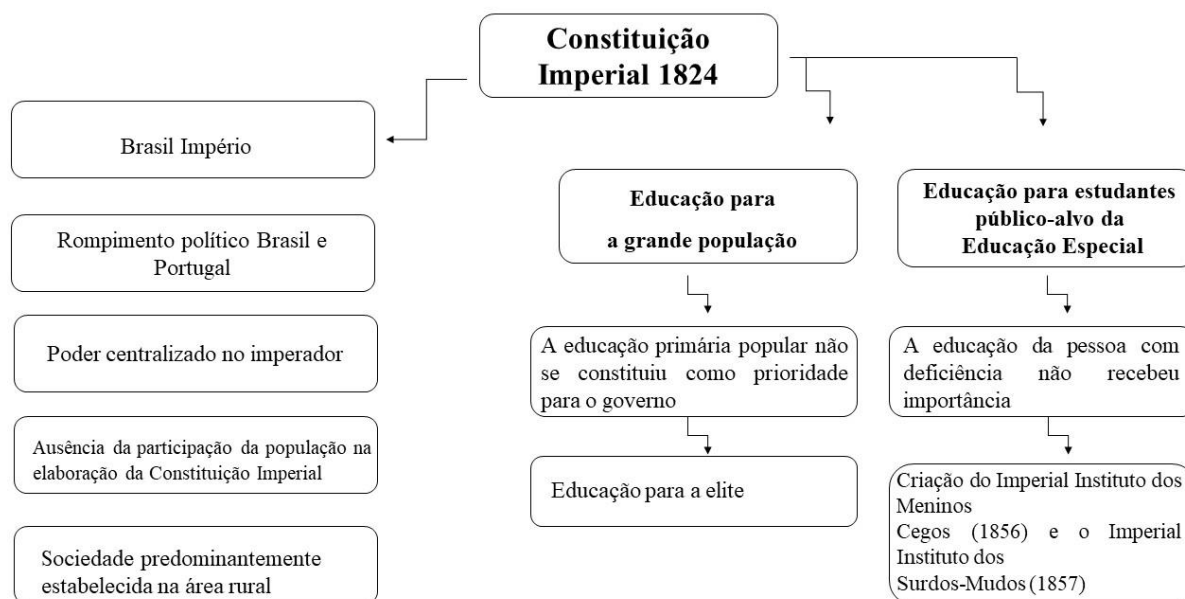 Constituição
Imperial 1824
Brasil Império
Rompimento político Brasil e
Portugal
Poder centralizado no imperador
Ausência da participação da população na
elaboração da Constituição Imperial
Sociedade predominantemente
estabelecida na área rural
Educação para
a grande população
A educação primária popular não
se constituiu como prioridade
para o governo
Educação para a elite
Educação para estudantes
público-alvo da
Educação Especial
A educação da pessoa com
deficiência não recebeu
importância
Criação do Imperial Instituto dos
Meninos
Cegos (1856) e o Imperial
Instituto dos
Surdos-Mudos (1857)